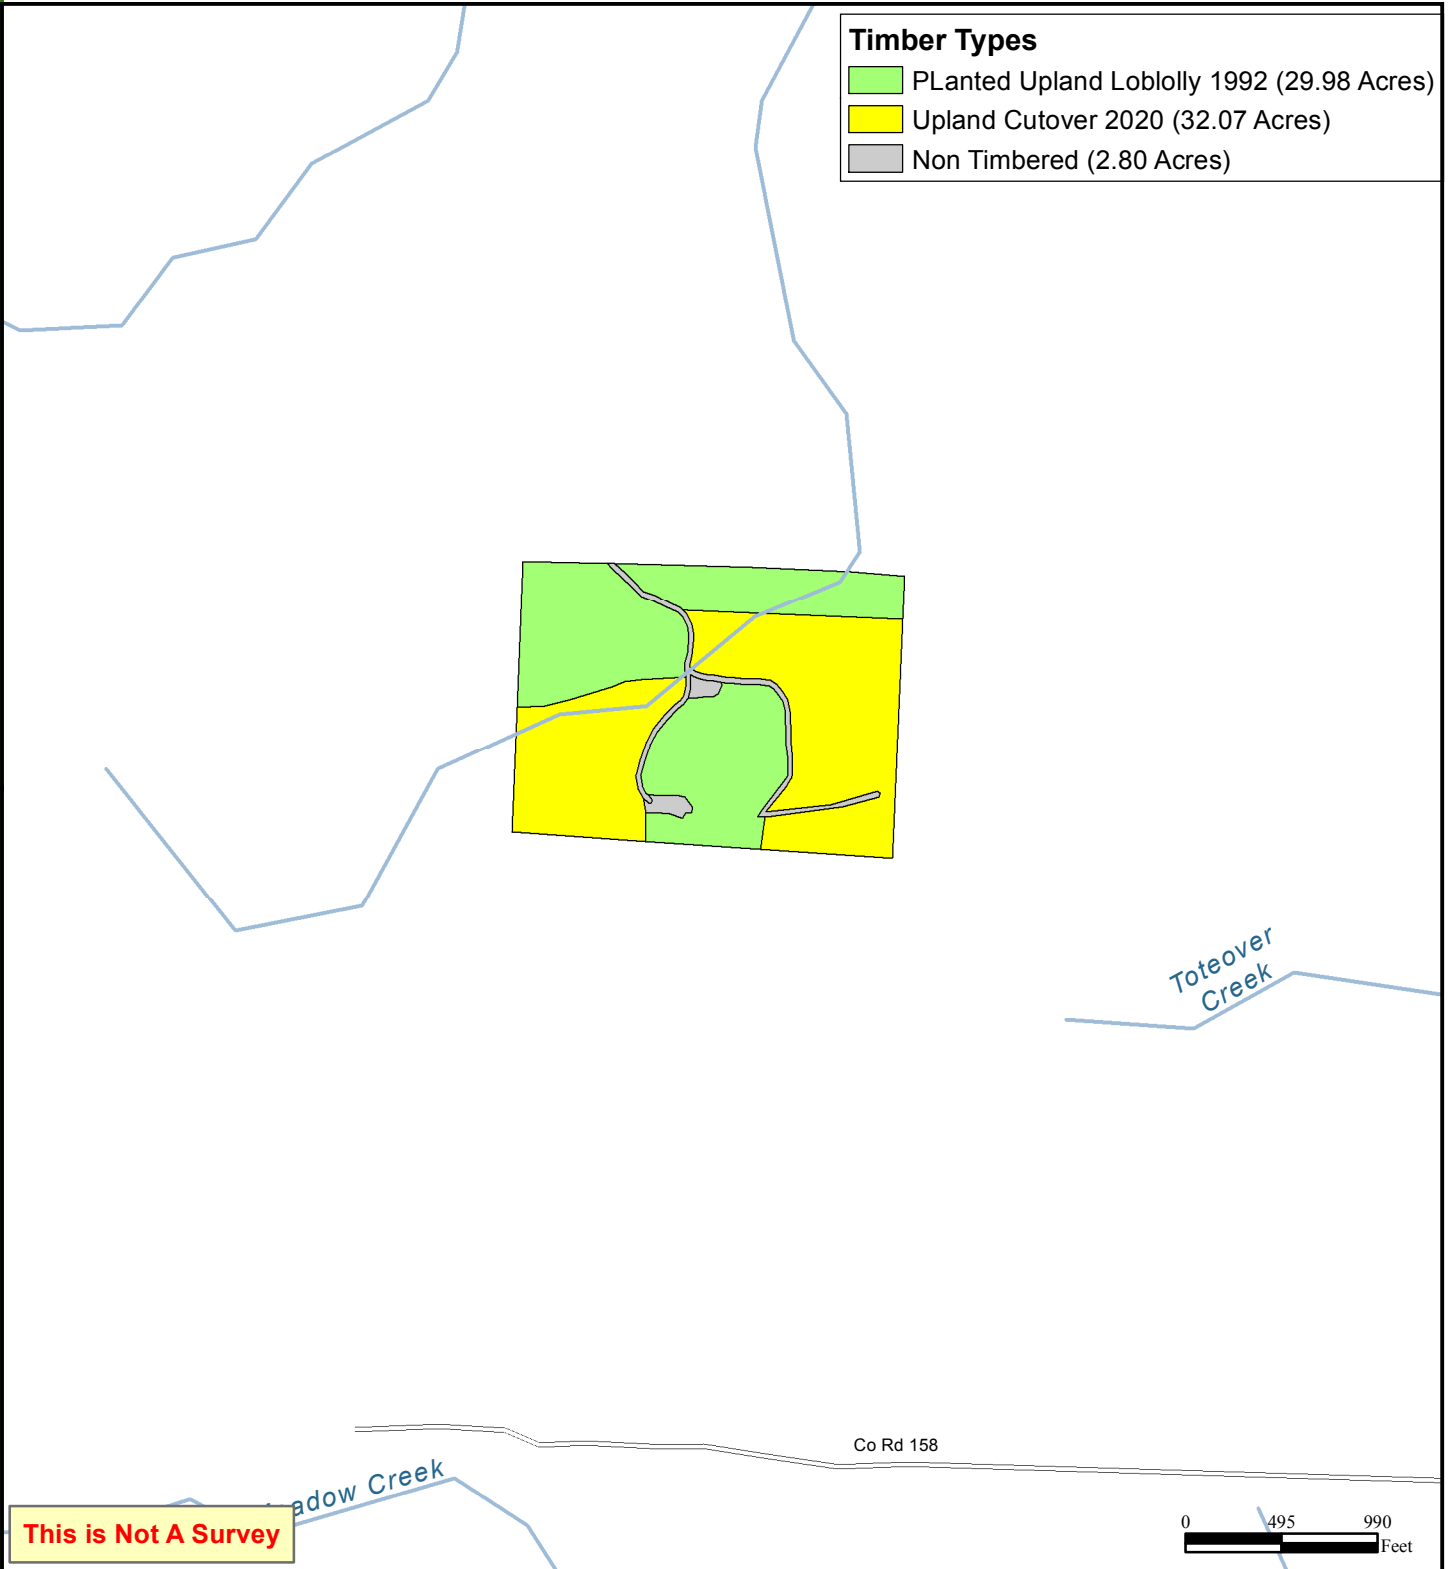 Timber Types
PLanted Upland Loblolly 1992 (29.98 Acres)
Upland Cutover 2020 (32.07 Acres)
Non Timbered (2.80 Acres)
Toteover
Creek
Co Rd 158
Creek
This is Not A Survey
0 495 990
Feet